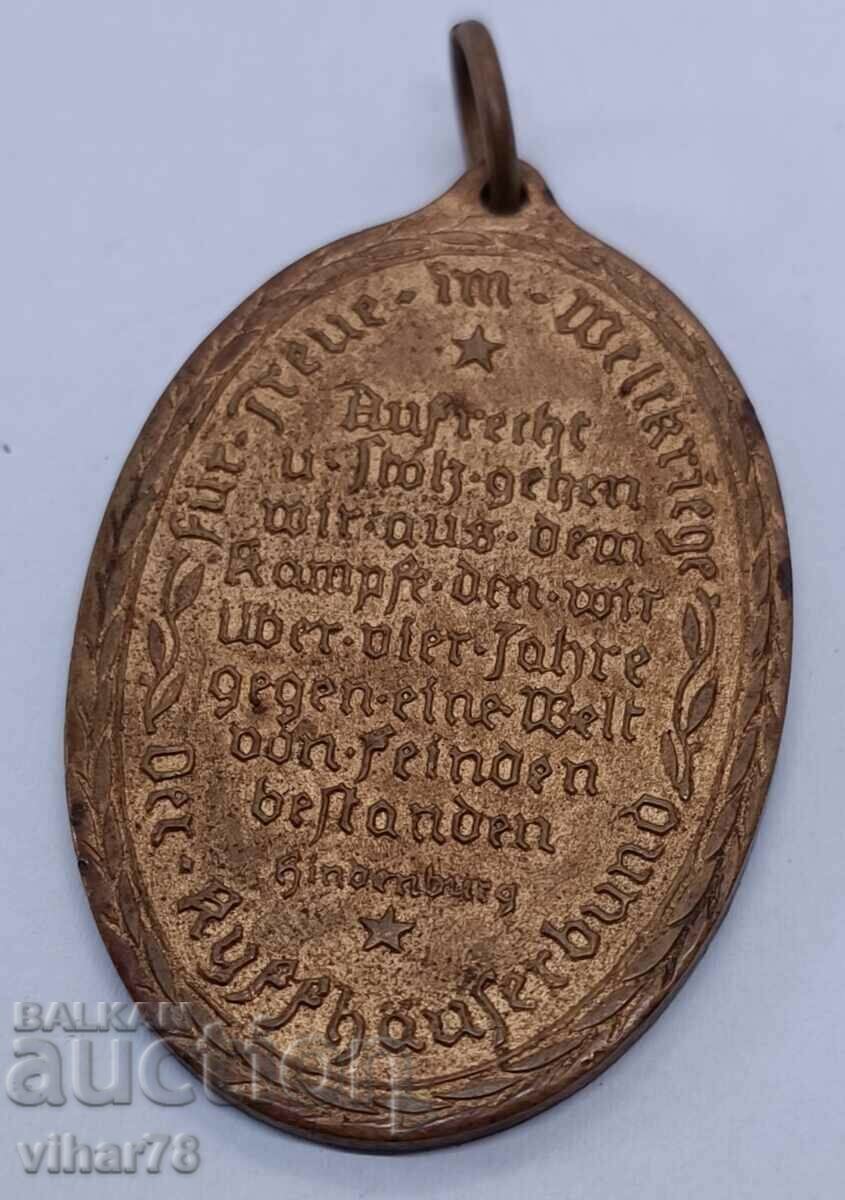 Für · Treue · im · Weltkriege
Aufrecht
u · stolz · gehen
wir · aus · dem
Kampfe · den · wir
über · vier · Jahre
gegen · eine · Welt
von · Feinden
bestanden
Hindenburg
Der · Kyffhäuserbund
BALKAN
auction
vihar78